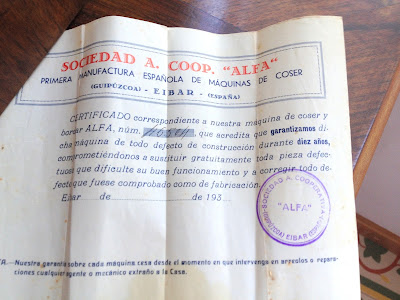 SOCIEDAD A. COOP. "ALFA"
PRIMERA MANUFACTURA ESPAÑOLA DE MÁQUINAS DE COSER
(GUIPÚZCOA) - EIBAR - (ESPAÑA)
CERTIFICADO correspondiente a nuestra máquina de coser y
bordar ALFA, núm. que acredita que garantizamos di-
cha máquina de todo defecto de construcción durante diez años,
comprometiéndonos a sustituir gratuitamente toda pieza defec-
tuosa que dificulte su buen funcionamiento y a corregir todo de-
fecto que fuese comprobado como de fabricación.
Eibar de de 193
SOCIEDAD A. COOPERATIVA
"ALFA"
(GUIPUZCOA) EIBAR (ESPAÑA)
A.—Nuestra garantía sobre cada máquina cesa desde el momento en que intervenga en arreglos o repara-
ciones cualquier agente o mecánico extraño a la Casa.